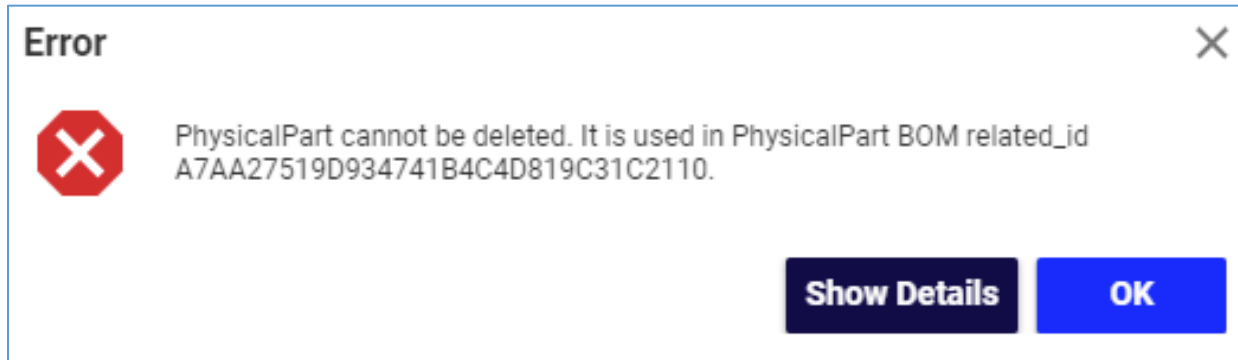 Error
PhysicalPart cannot be deleted. It is used in PhysicalPart BOM related_id
A7AA27519D934741B4C4D819C31C2110.
Show Details
OK